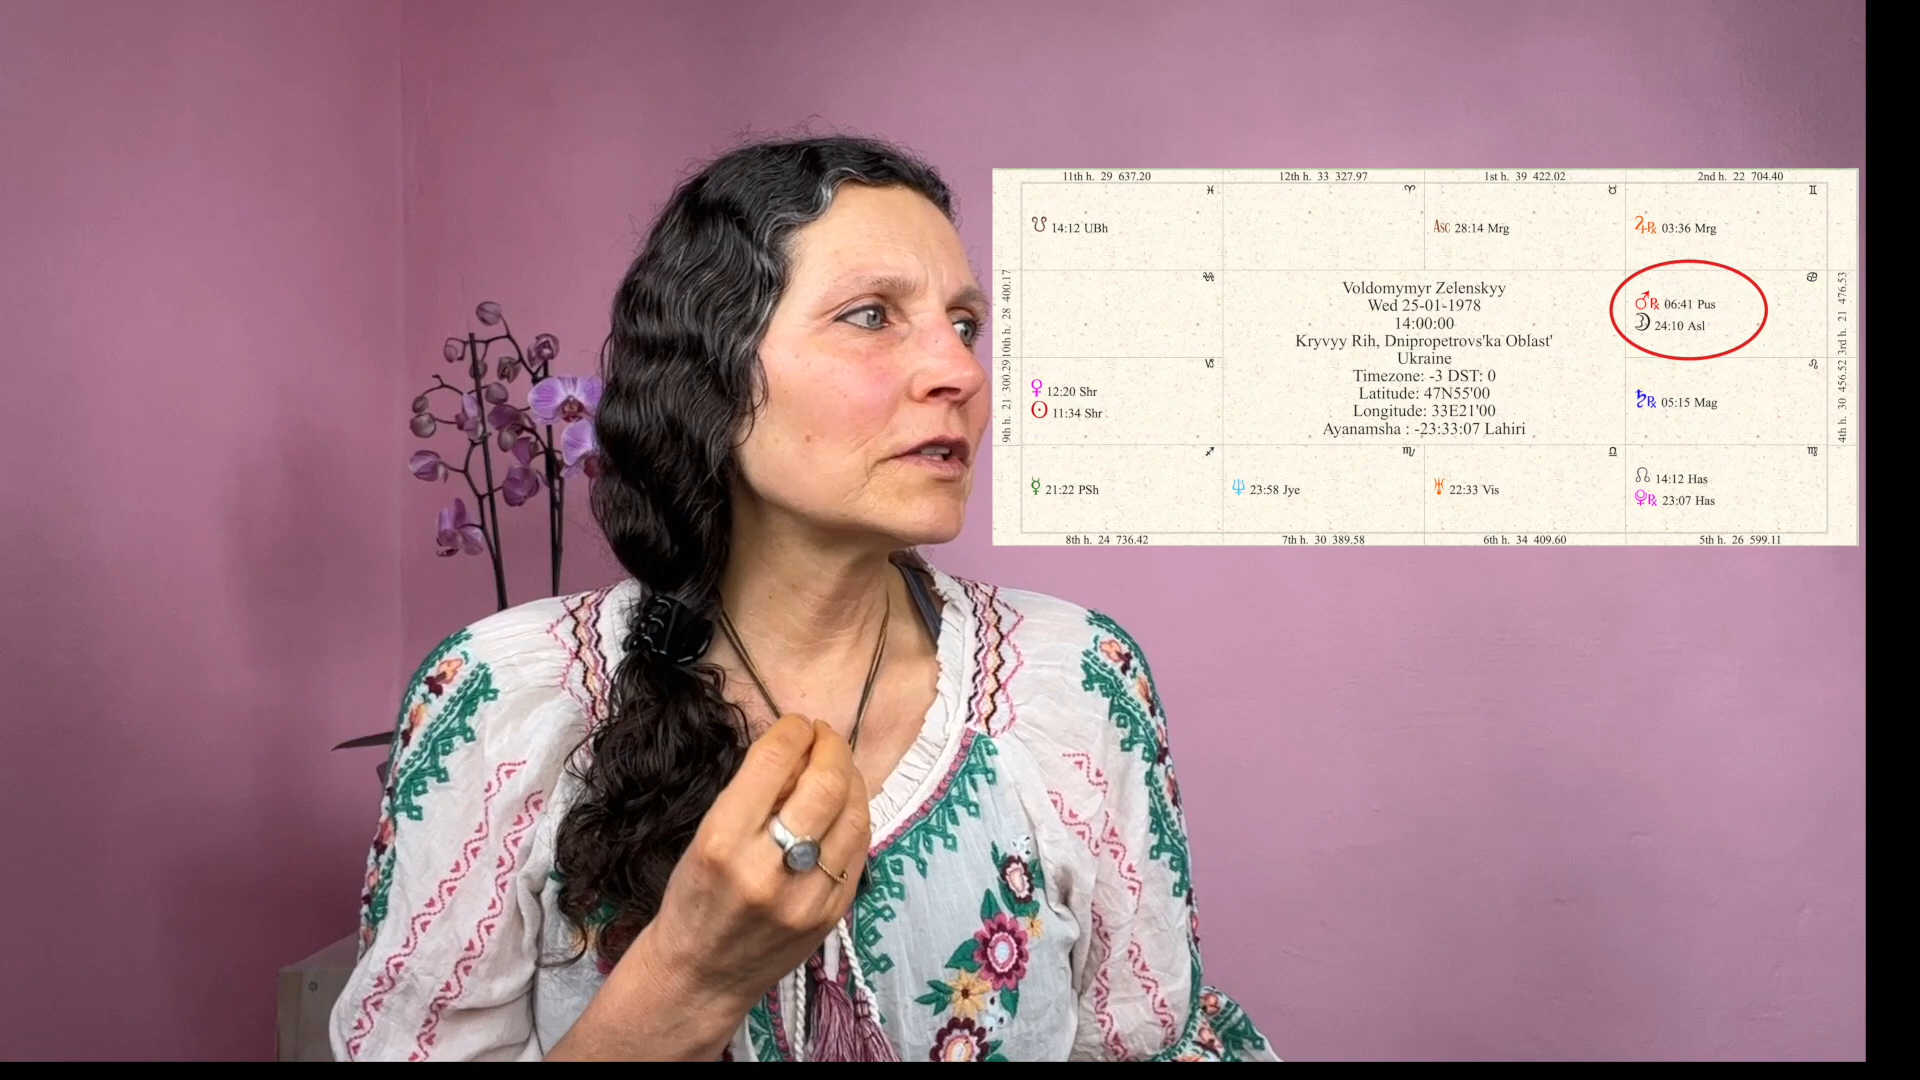 11th h. 29 637.20
12th h. 33 327.97
1st h. 39 422.02
2nd h. 22 704.40
♓
♈
♉
♊
☋ 14:12 UBh
Asc 28:14 Mrg
♃℞ 03:36 Mrg
10th h. 28 400.17
♒
Voldomymyr Zelenskyy
Wed 25-01-1978
14:00:00
Kryvyy Rih, Dnipropetrovs'ka Oblast'
Ukraine
Timezone: -3 DST: 0
Latitude: 47N55'00
Longitude: 33E21'00
Ayanamsha : -23:33:07 Lahiri
♋
♂℞ 06:41 Pus
☽ 24:10 Asl
3rd h. 21 476.53
9th h. 21 300.29
♑
♀ 12:20 Shr
☉ 11:34 Shr
♌
♄℞ 05:15 Mag
4th h. 30 456.52
♐
♏
♎
♍
☿ 21:22 PSh
♆ 23:58 Jye
♅ 22:33 Vis
☊ 14:12 Has
♇℞ 23:07 Has
8th h. 24 736.42
7th h. 30 389.58
6th h. 34 409.60
5th h. 26 599.11